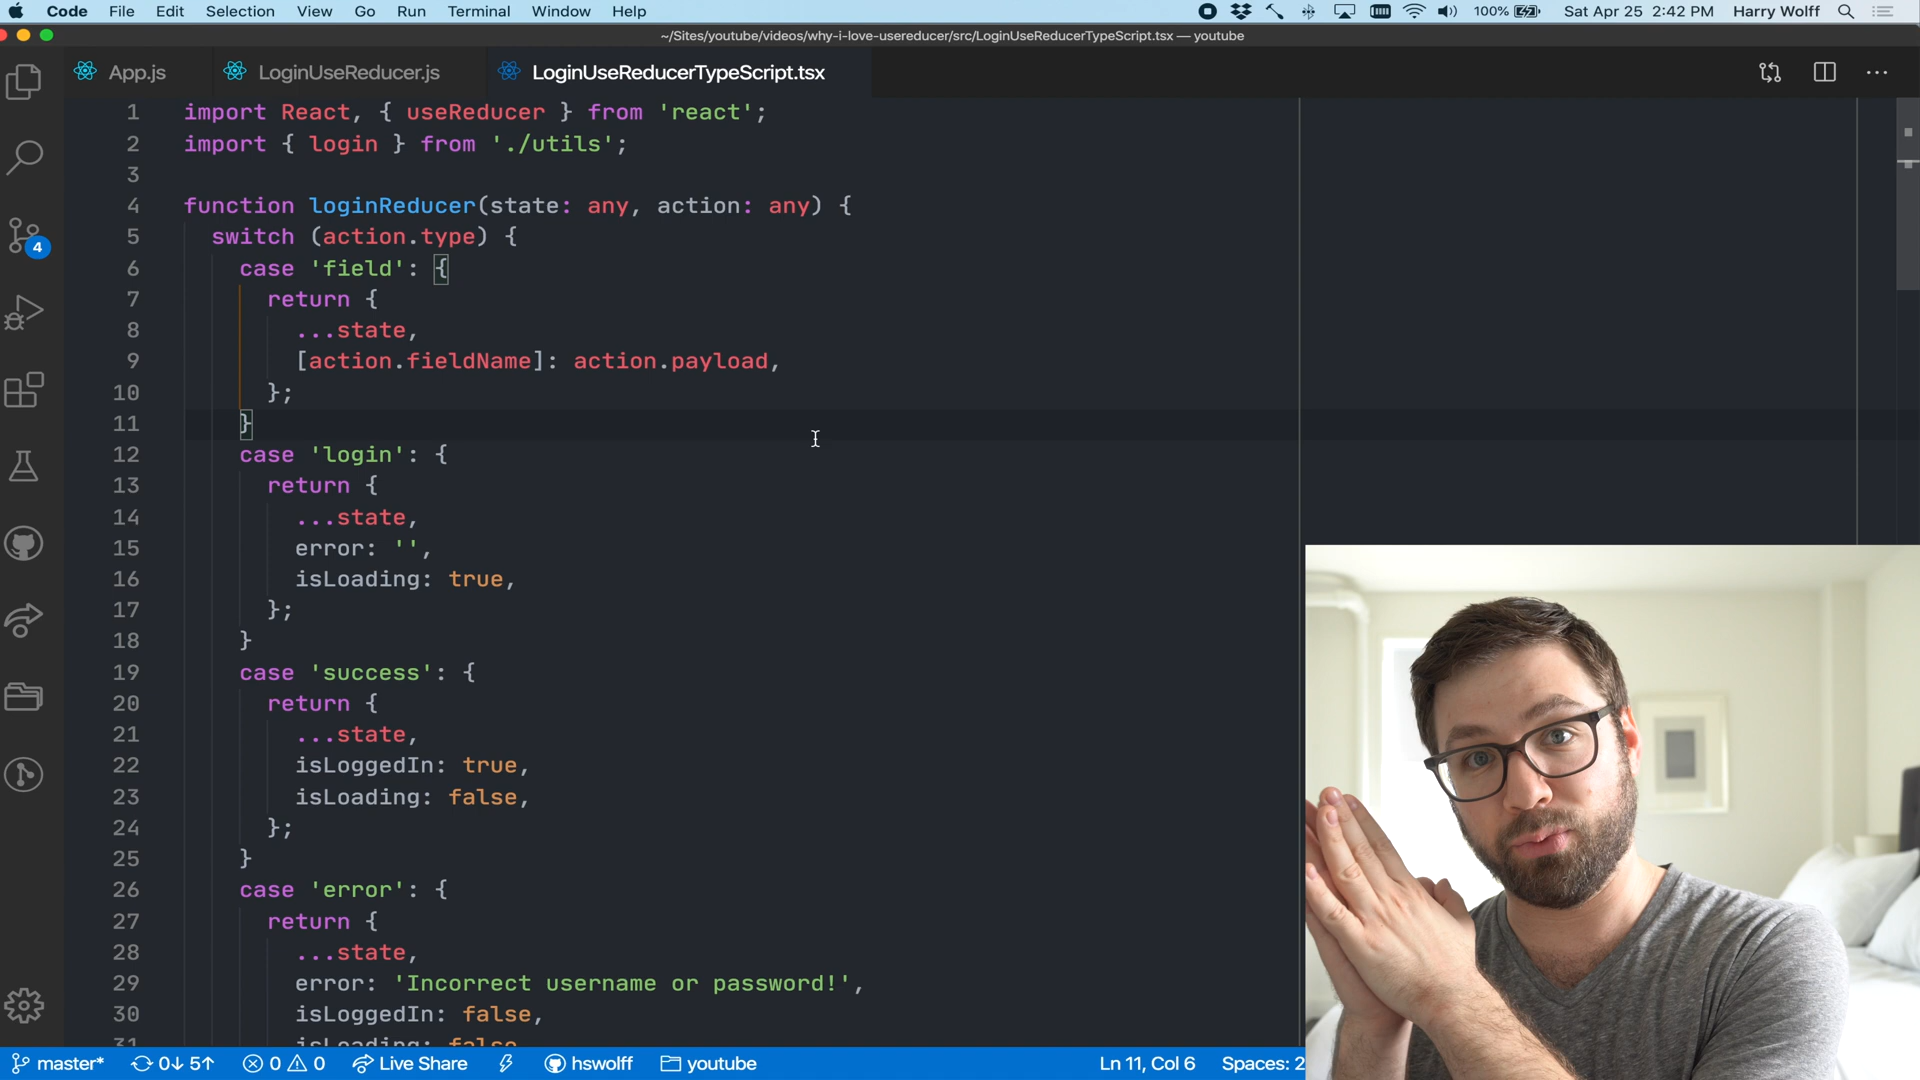 Code File Edit Selection View Go Run Terminal Window Help 100% Sat Apr 25 2:42 PM Harry Wolff
~/Sites/youtube/videos/why-i-love-usereducer/src/LoginUseReducerTypeScript.tsx — youtube
App.js LoginUseReducer.js LoginUseReducerTypeScript.tsx
1 import React, { useReducer } from 'react';
2 import { login } from './utils';
3
4 function loginReducer(state: any, action: any) {
5 switch (action.type) {
6 case 'field': {
7 return {
8 ...state,
9 [action.fieldName]: action.payload,
10 };
11 }
12 case 'login': {
13 return {
14 ...state,
15 error: '',
16 isLoading: true,
17 };
18 }
19 case 'success': {
20 return {
21 ...state,
22 isLoggedIn: true,
23 isLoading: false,
24 };
25 }
26 case 'error': {
27 return {
28 ...state,
29 error: 'Incorrect username or password!',
30 isLoggedIn: false,
31 isLoading: false
4
master* 0↓ 5↑ 0 0 Live Share hswolff youtube Ln 11, Col 6 Spaces: 2